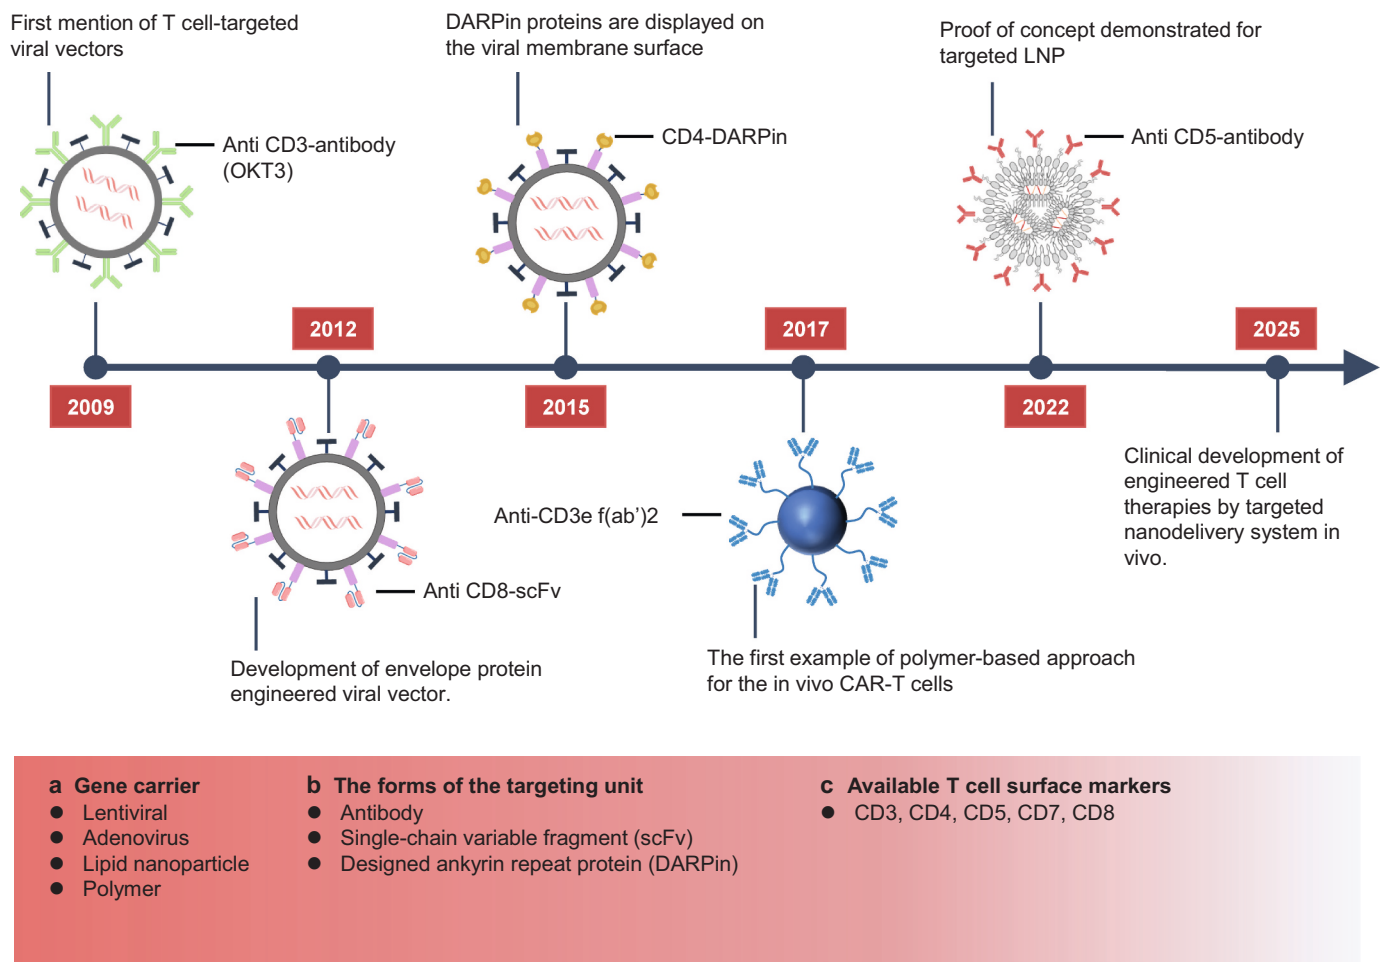 First mention of T cell-targeted
viral vectors
Anti CD3-antibody
(OKT3)
DARPin proteins are displayed on
the viral membrane surface
CD4-DARPin
Proof of concept demonstrated for
targeted LNP
Anti CD5-antibody
2009
2012
2015
2017
2022
2025
Anti CD8-scFv
Development of envelope protein
engineered viral vector.
Anti-CD3e f(ab’)2
The first example of polymer-based approach
for the in vivo CAR-T cells
Clinical development of
engineered T cell
therapies by targeted
nanodelivery system in
vivo.
a Gene carrier
● Lentiviral
● Adenovirus
● Lipid nanoparticle
● Polymer
b The forms of the targeting unit
● Antibody
● Single-chain variable fragment (scFv)
● Designed ankyrin repeat protein (DARPin)
c Available T cell surface markers
● CD3, CD4, CD5, CD7, CD8